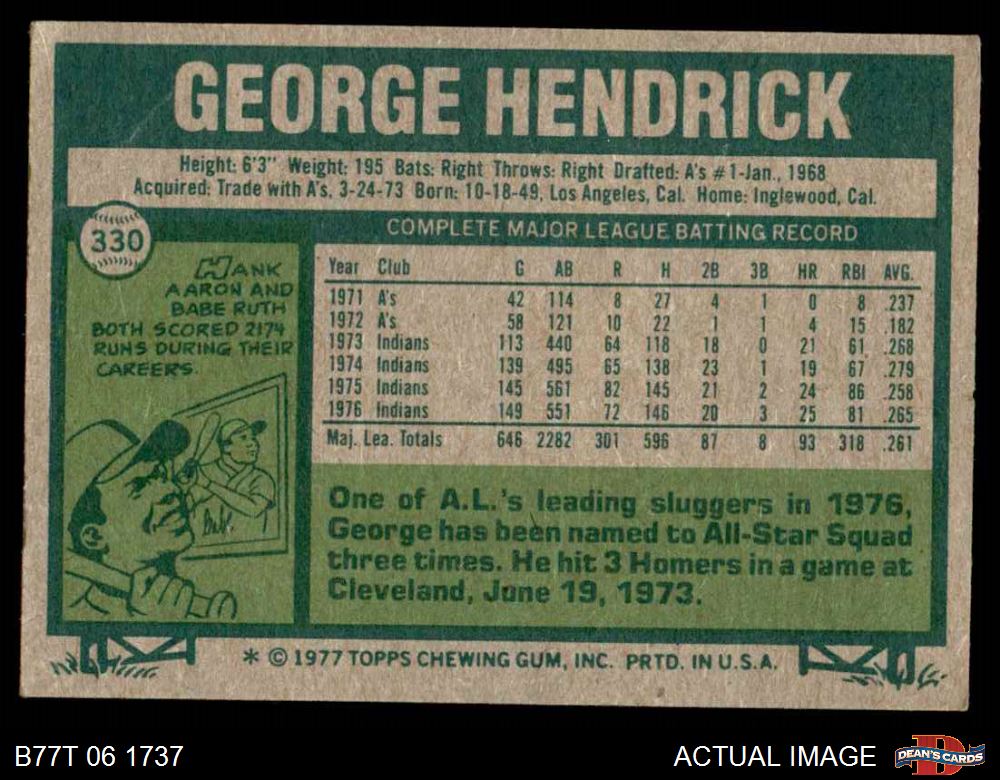 GEORGE HENDRICK
Height: 6'3" Weight: 195 Bats: Right Throws: Right Drafted: A's #1-Jan., 1968
Acquired: Trade with A's, 3-24-73 Born: 10-18-49, Los Angeles, Cal. Home: Inglewood, Cal.
330
HANK
AARON AND
BABE RUTH
BOTH SCORED 2174
RUNS DURING THEIR
CAREERS.
Babe
COMPLETE MAJOR LEAGUE BATTING RECORD
Year Club G AB R H 2B 3B HR RBI AVG.
1971 A's 42 114 8 27 4 1 0 8 .237
1972 A's 58 121 10 22 1 1 4 15 .182
1973 Indians 113 440 64 118 18 0 21 61 .268
1974 Indians 139 495 65 138 23 1 19 67 .279
1975 Indians 145 561 82 145 21 2 24 86 .258
1976 Indians 149 551 72 146 20 3 25 81 .265
Maj. Lea. Totals 646 2282 301 596 87 8 93 318 .261
One of A.L.'s leading sluggers in 1976,
George has been named to All-Star Squad
three times. He hit 3 Homers in a game at
Cleveland, June 19, 1973.
* © 1977 TOPPS CHEWING GUM, INC. PRTD. IN U.S.A.
B77T 06 1737
ACTUAL IMAGE
D
DEAN'S CARDS